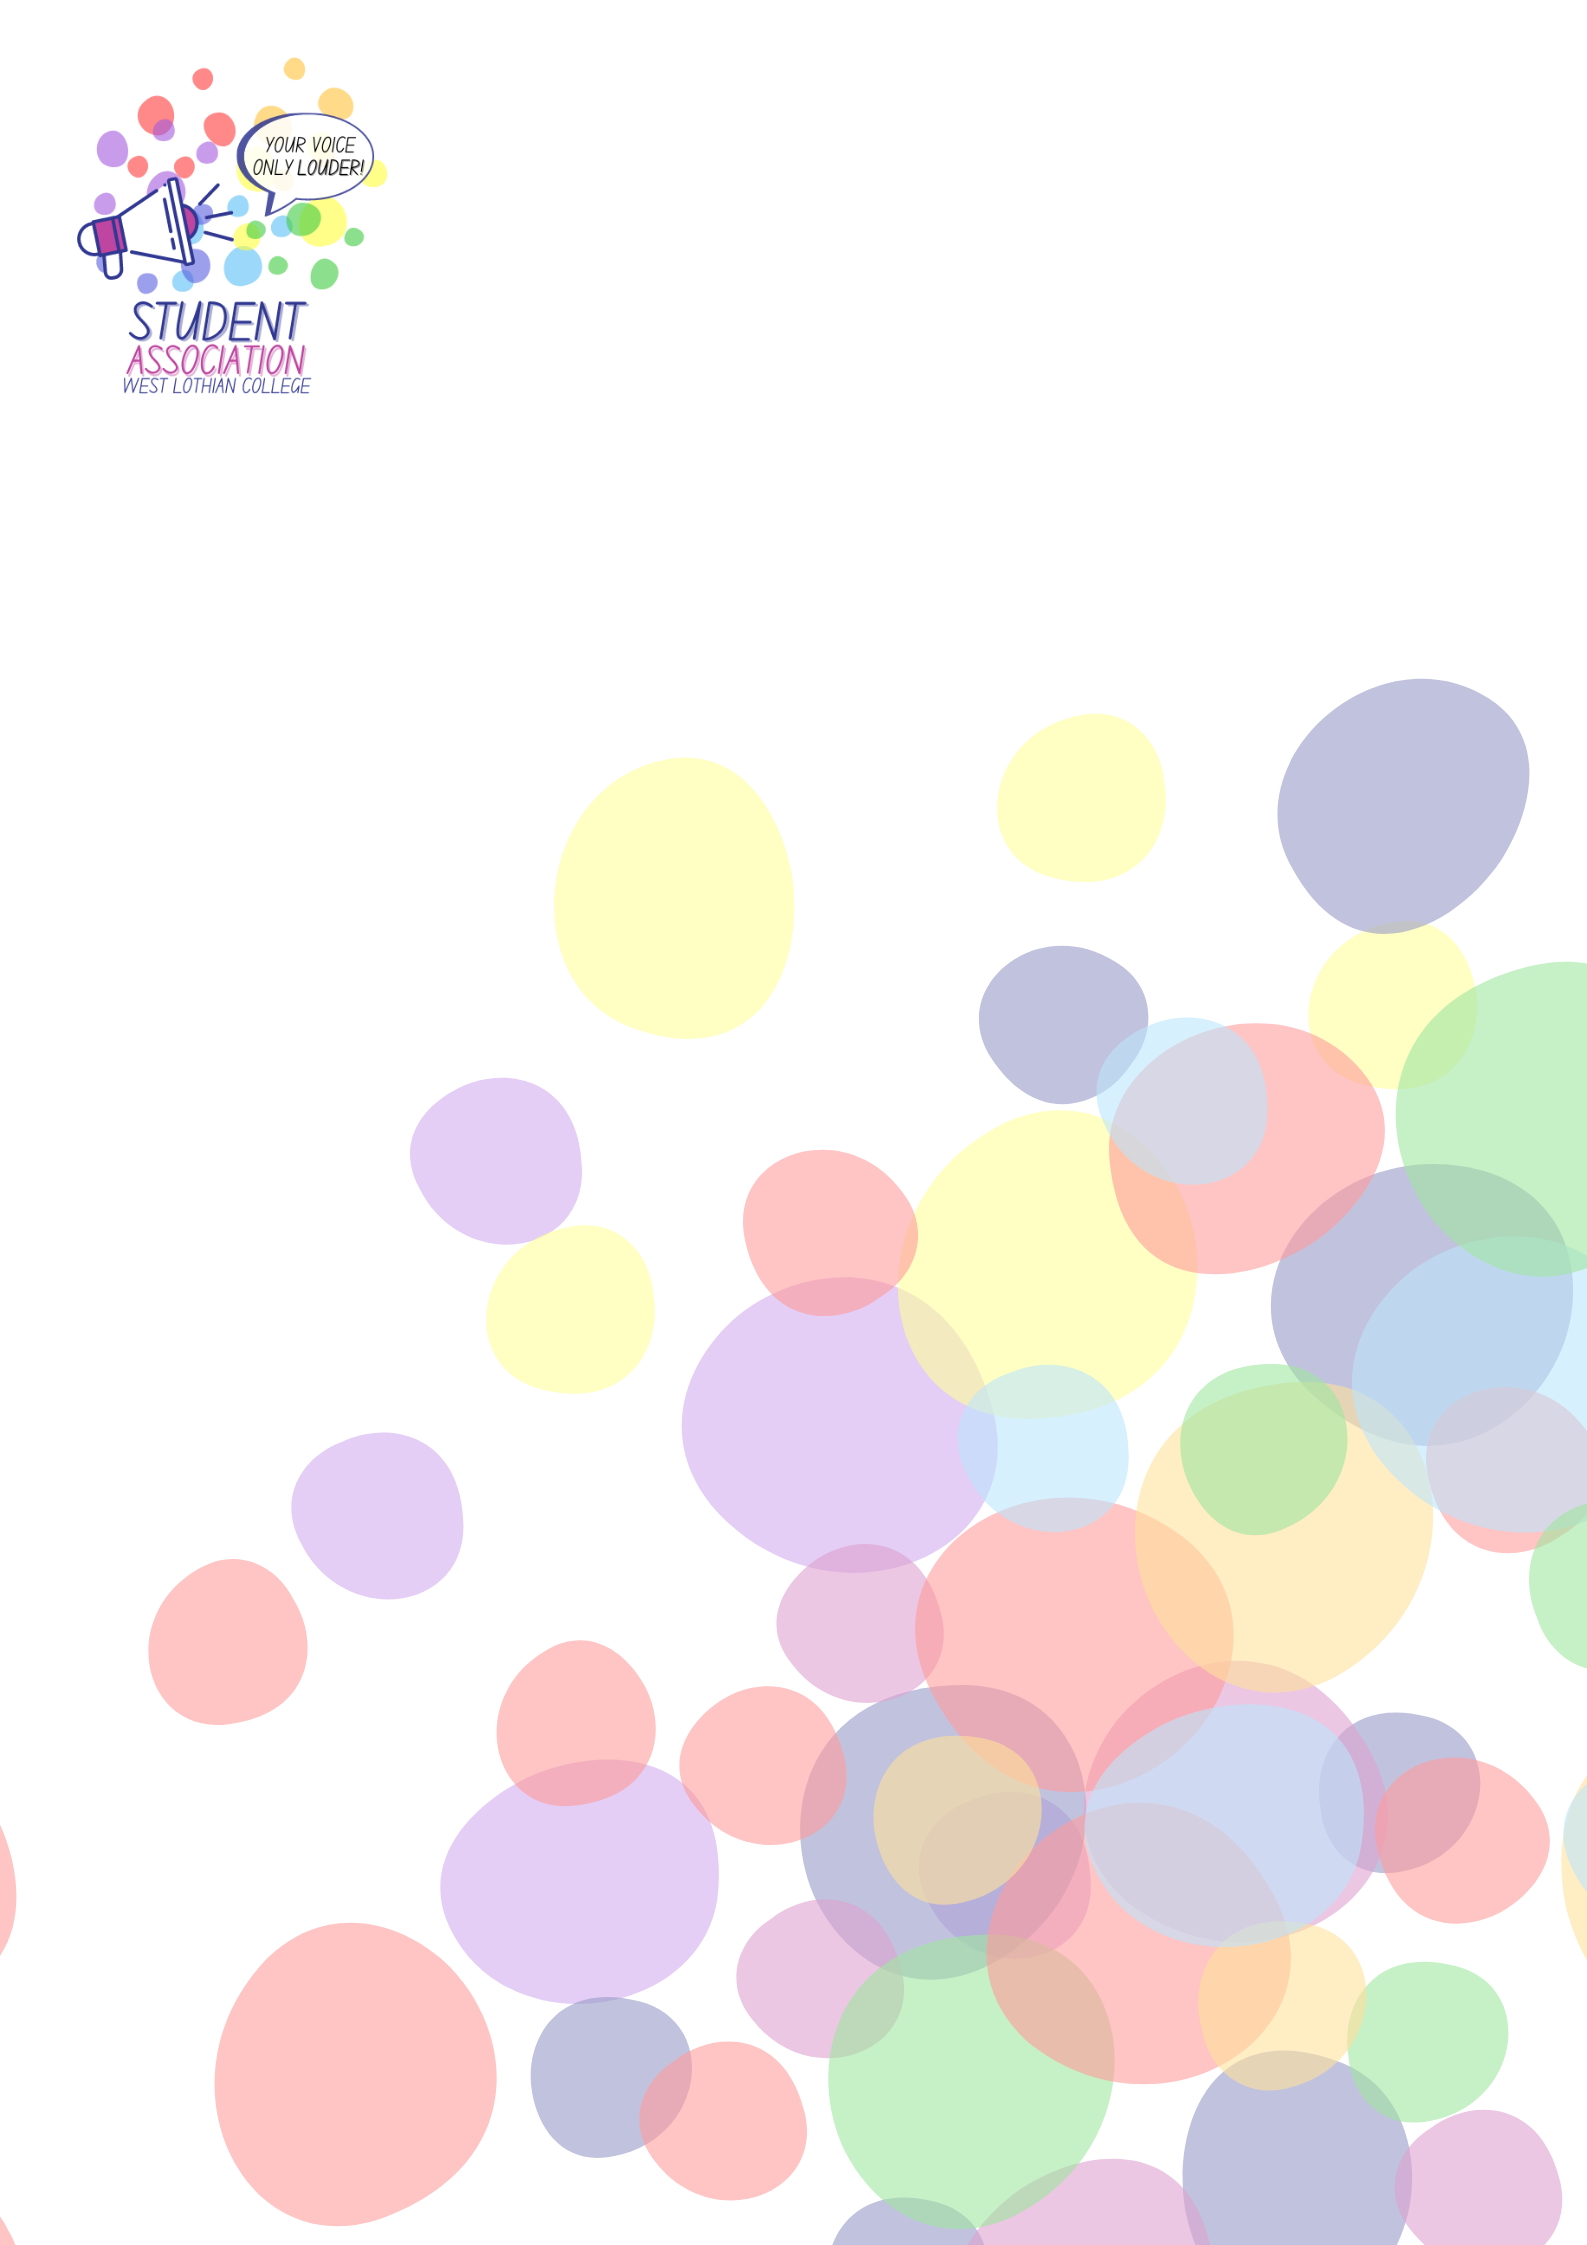 YOUR VOICE
ONLY LOUDER!
STUDENT
ASSOCIATION
WEST LOTHIAN COLLEGE